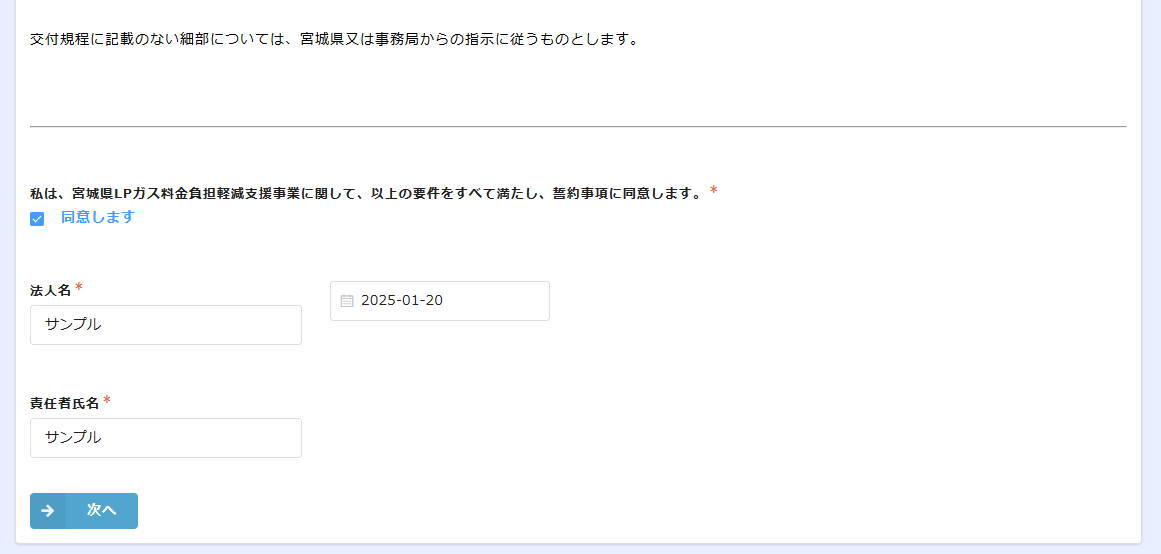 交付規程に記載のない細部については、宮城県又は事務局からの指示に従うものとします。
私は、宮城県LPガス料金負担軽減支援事業に関して、以上の要件をすべて満たし、誓約事項に同意します。*
同意します
法人名*
2025-01-20
サンプル
責任者氏名*
サンプル
次へ